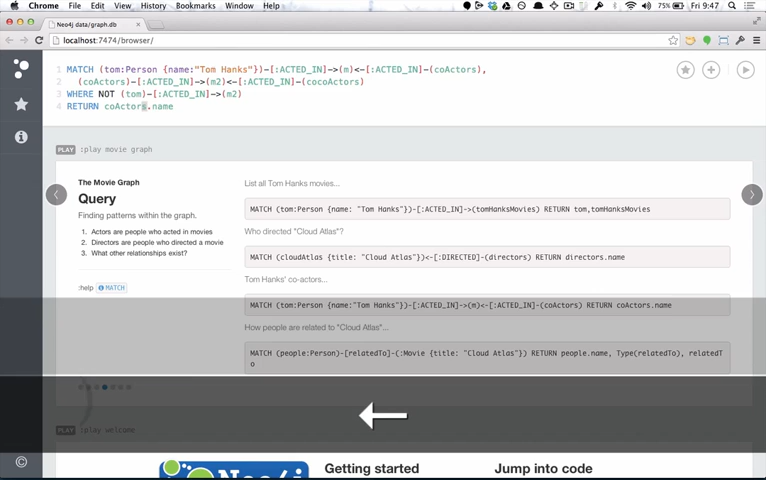 Chrome File Edit View History Bookmarks Window Help
75% Fri 9:47
Neo4j data/graph.db
localhost:7474/browser/
1 MATCH (tom:Person {name:"Tom Hanks"})-[:ACTED_IN]->(m)<-[:ACTED_IN]-(coActors),
2 (coActors)-[:ACTED_IN]->(m2)<-[:ACTED_IN]-(cocoActors)
3 WHERE NOT (tom)-[:ACTED_IN]->(m2)
4 RETURN coActors.name
PLAY :play movie graph
The Movie Graph
Query
Finding patterns within the graph.
1. Actors are people who acted in movies
2. Directors are people who directed a movie
3. What other relationships exist?
:help MATCH
List all Tom Hanks movies...
MATCH (tom:Person {name: "Tom Hanks"})-[:ACTED_IN]->(tomHanksMovies) RETURN tom,tomHanksMovies
Who directed "Cloud Atlas"?
MATCH (cloudAtlas {title: "Cloud Atlas"})<-[:DIRECTED]-(directors) RETURN directors.name
Tom Hanks' co-actors...
MATCH (tom:Person {name:"Tom Hanks"})-[:ACTED_IN]->(m)<-[:ACTED_IN]-(coActors) RETURN coActors.name
How people are related to "Cloud Atlas"...
MATCH (people:Person)-[relatedTo]-(:Movie {title: "Cloud Atlas"}) RETURN people.name, Type(relatedTo), relatedT
o
PLAY :play welcome
Neo4j
Getting started
Jump into code